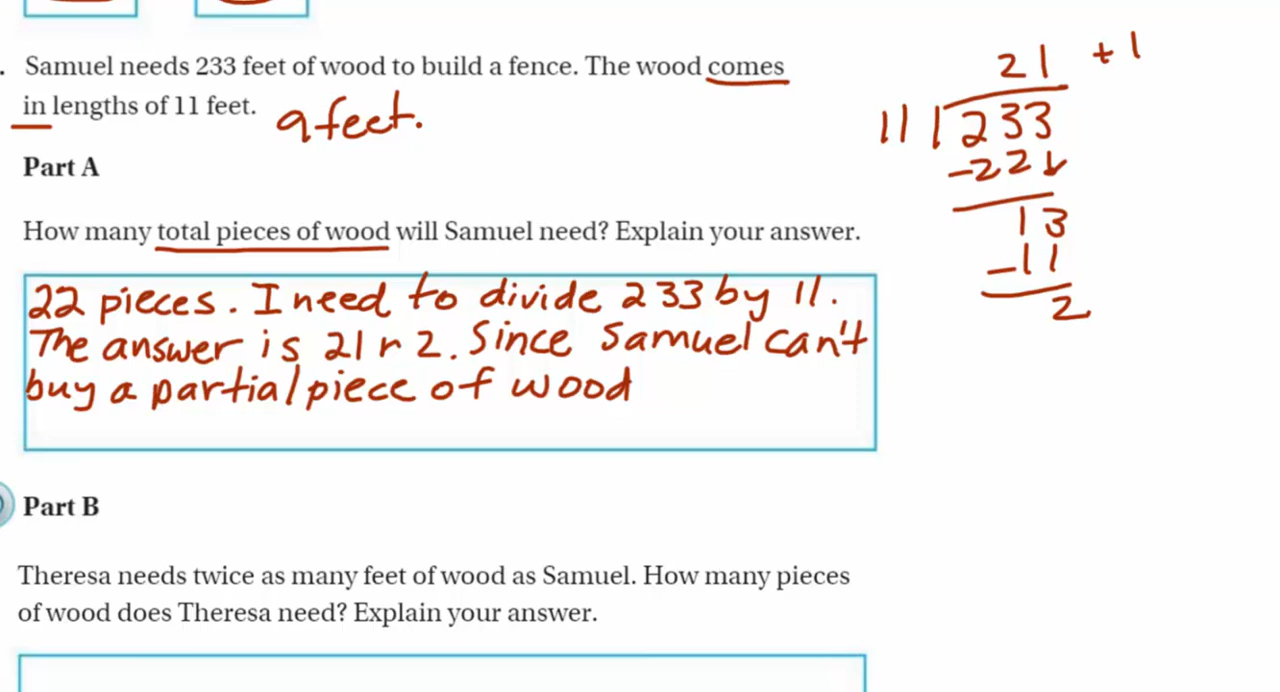 . Samuel needs 233 feet of wood to build a fence. The wood comes
in lengths of 11 feet.
9 feet.
Part A
How many total pieces of wood will Samuel need? Explain your answer.
22 pieces. I need to divide 233 by 11.
The answer is 21 r 2. Since Samuel can't
buy a partial piece of wood
21 +1
11 233
-22
13
-11
2
Part B
Theresa needs twice as many feet of wood as Samuel. How many pieces
of wood does Theresa need? Explain your answer.